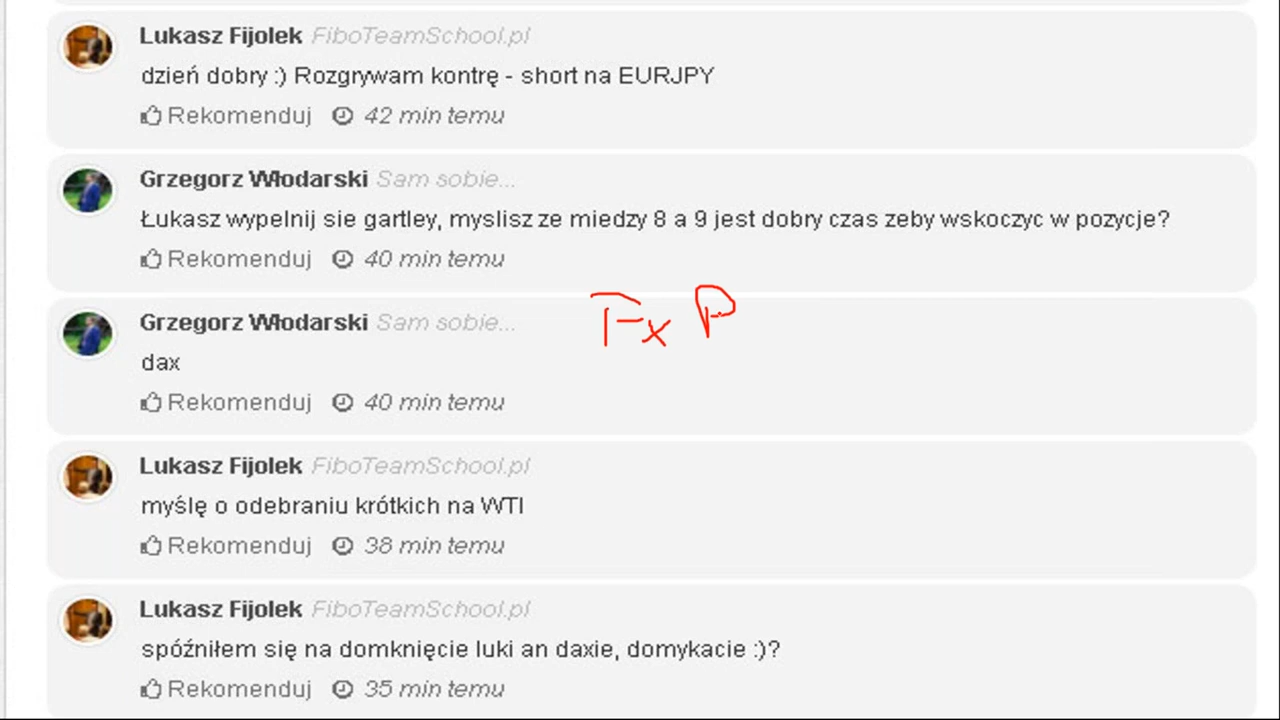 Lukasz Fijolek FiboTeamSchool.pl
dzień dobry :) Rozgrywam kontrę - short na EURJPY
Rekomenduj 42 min temu
Grzegorz Włodarski Sam sobie...
Łukasz wypelnij sie gartley, myslisz ze miedzy 8 a 9 jest dobry czas zeby wskoczyc w pozycje?
Rekomenduj 40 min temu
Fx P
Grzegorz Włodarski Sam sobie...
dax
Rekomenduj 40 min temu
Lukasz Fijolek FiboTeamSchool.pl
myślę o odebraniu krótkich na WTI
Rekomenduj 38 min temu
Lukasz Fijolek FiboTeamSchool.pl
spóźniłem się na domknięcie luki an daxie, domykacie :)?
Rekomenduj 35 min temu